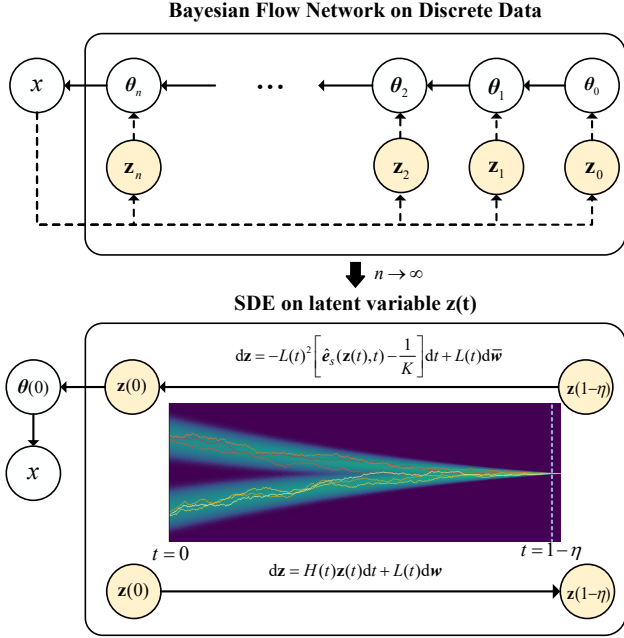 Bayesian Flow Network on Discrete Data
x θₙ ... θ₂ θ₁ θ₀
zₙ z₂ z₁ z₀
n → ∞
SDE on latent variable z(t)
dz = −L(t)² [ê_s(z(t), t) − 1/K] dt + L(t)dw̅
θ(0) z(0) z(1−η)
x
t = 0 t = 1−η
dz = H(t)z(t)dt + L(t)dw
z(0) z(1−η)